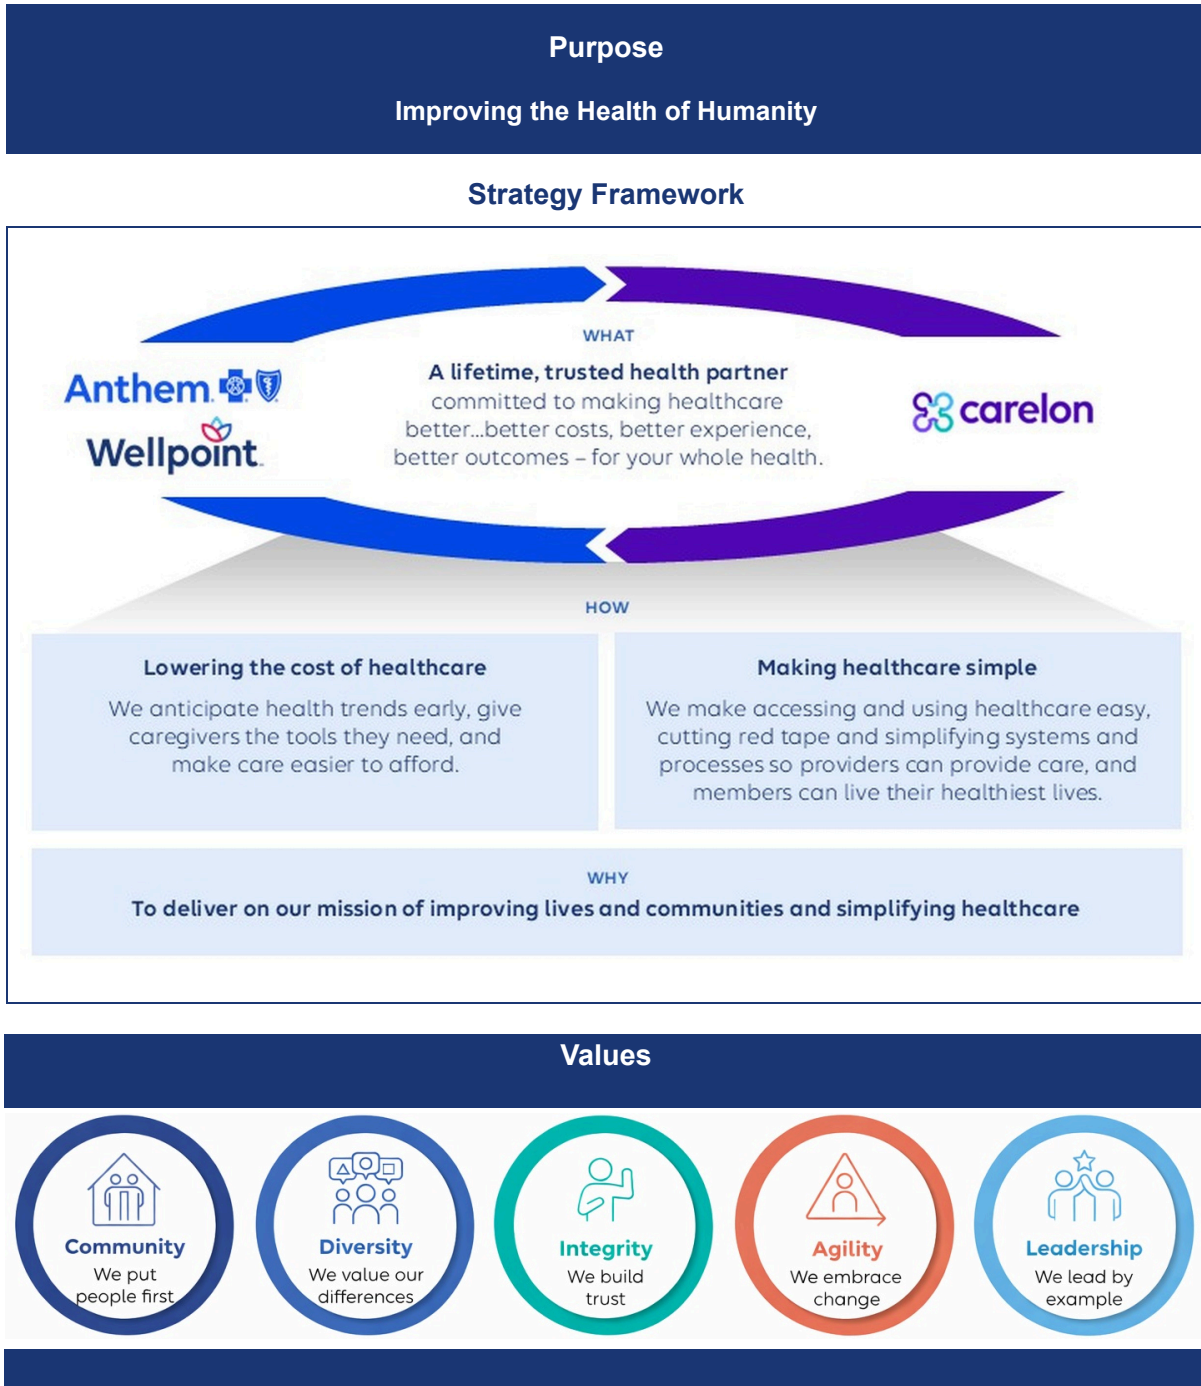 Purpose
Improving the Health of Humanity
Strategy Framework
WHAT
Anthem
Wellpoint
A lifetime, trusted health partner
committed to making healthcare
better...better costs, better experience,
better outcomes – for your whole health.
carelon
HOW
Lowering the cost of healthcare
We anticipate health trends early, give
caregivers the tools they need, and
make care easier to afford.
Making healthcare simple
We make accessing and using healthcare easy,
cutting red tape and simplifying systems and
processes so providers can provide care, and
members can live their healthiest lives.
WHY
To deliver on our mission of improving lives and communities and simplifying healthcare
Values
Community
We put
people first
Diversity
We value our
differences
Integrity
We build
trust
Agility
We embrace
change
Leadership
We lead by
example